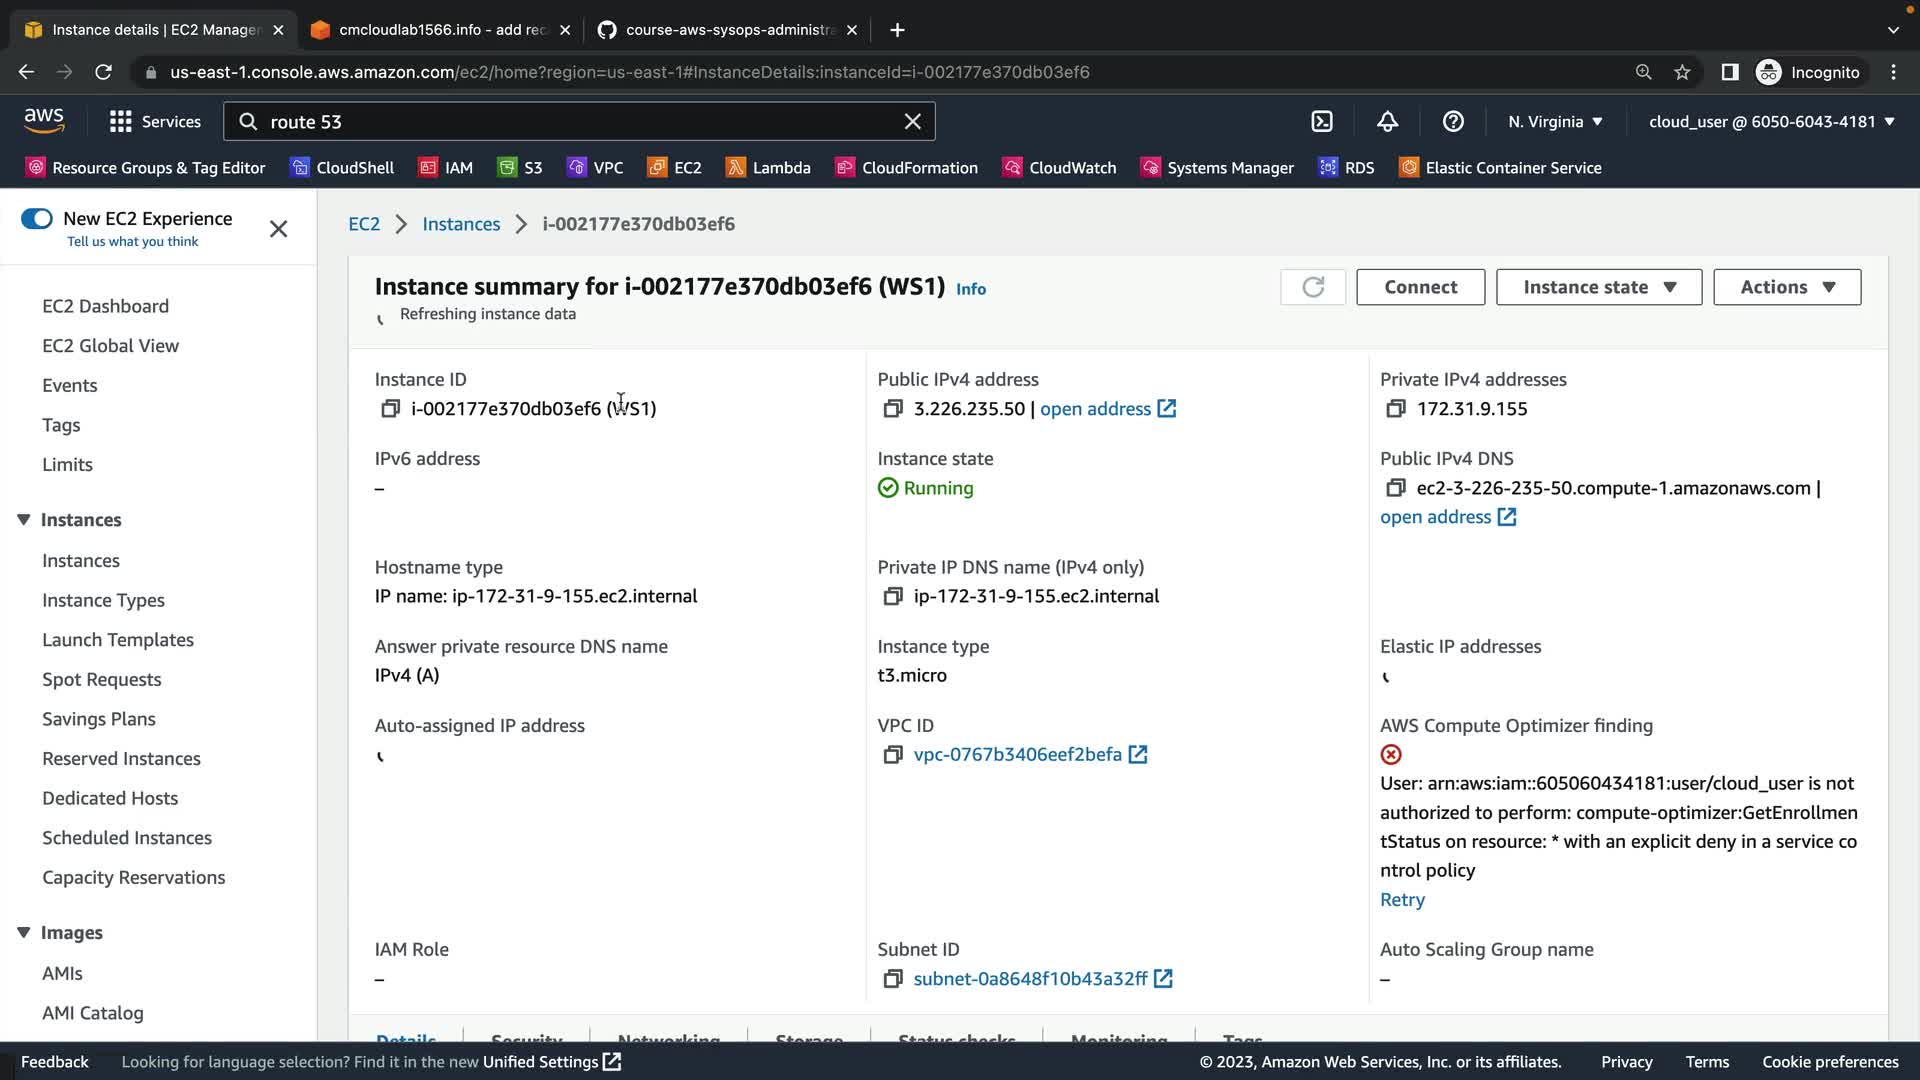 Instance details | EC2 Manager
cmcloudlab1566.info - add rec
course-aws-sysops-administra
us-east-1.console.aws.amazon.com/ec2/home?region=us-east-1#InstanceDetails:instanceId=i-002177e370db03ef6
Incognito
aws
Services
route 53
N. Virginia
cloud_user @ 6050-6043-4181
Resource Groups & Tag Editor
CloudShell
IAM
S3
VPC
EC2
Lambda
CloudFormation
CloudWatch
Systems Manager
RDS
Elastic Container Service
New EC2 Experience
Tell us what you think
EC2 Dashboard
EC2 Global View
Events
Tags
Limits
Instances
Instances
Instance Types
Launch Templates
Spot Requests
Savings Plans
Reserved Instances
Dedicated Hosts
Scheduled Instances
Capacity Reservations
Images
AMIs
AMI Catalog
EC2 > Instances > i-002177e370db03ef6
Instance summary for i-002177e370db03ef6 (WS1) Info
Refreshing instance data
Connect
Instance state
Actions
Instance ID
i-002177e370db03ef6 (WS1)
Public IPv4 address
3.226.235.50 | open address
Private IPv4 addresses
172.31.9.155
IPv6 address
–
Instance state
Running
Public IPv4 DNS
ec2-3-226-235-50.compute-1.amazonaws.com |
open address
Hostname type
IP name: ip-172-31-9-155.ec2.internal
Private IP DNS name (IPv4 only)
ip-172-31-9-155.ec2.internal
Answer private resource DNS name
IPv4 (A)
Instance type
t3.micro
Elastic IP addresses
Auto-assigned IP address
VPC ID
vpc-0767b3406eef2befa
AWS Compute Optimizer finding
User: arn:aws:iam::605060434181:user/cloud_user is not
authorized to perform: compute-optimizer:GetEnrollmen
tStatus on resource: * with an explicit deny in a service co
ntrol policy
Retry
IAM Role
–
Subnet ID
subnet-0a8648f10b43a32ff
Auto Scaling Group name
–
Details
Security
Networking
Storage
Status checks
Monitoring
Tags
Feedback
Looking for language selection? Find it in the new Unified Settings
© 2023, Amazon Web Services, Inc. or its affiliates.
Privacy
Terms
Cookie preferences